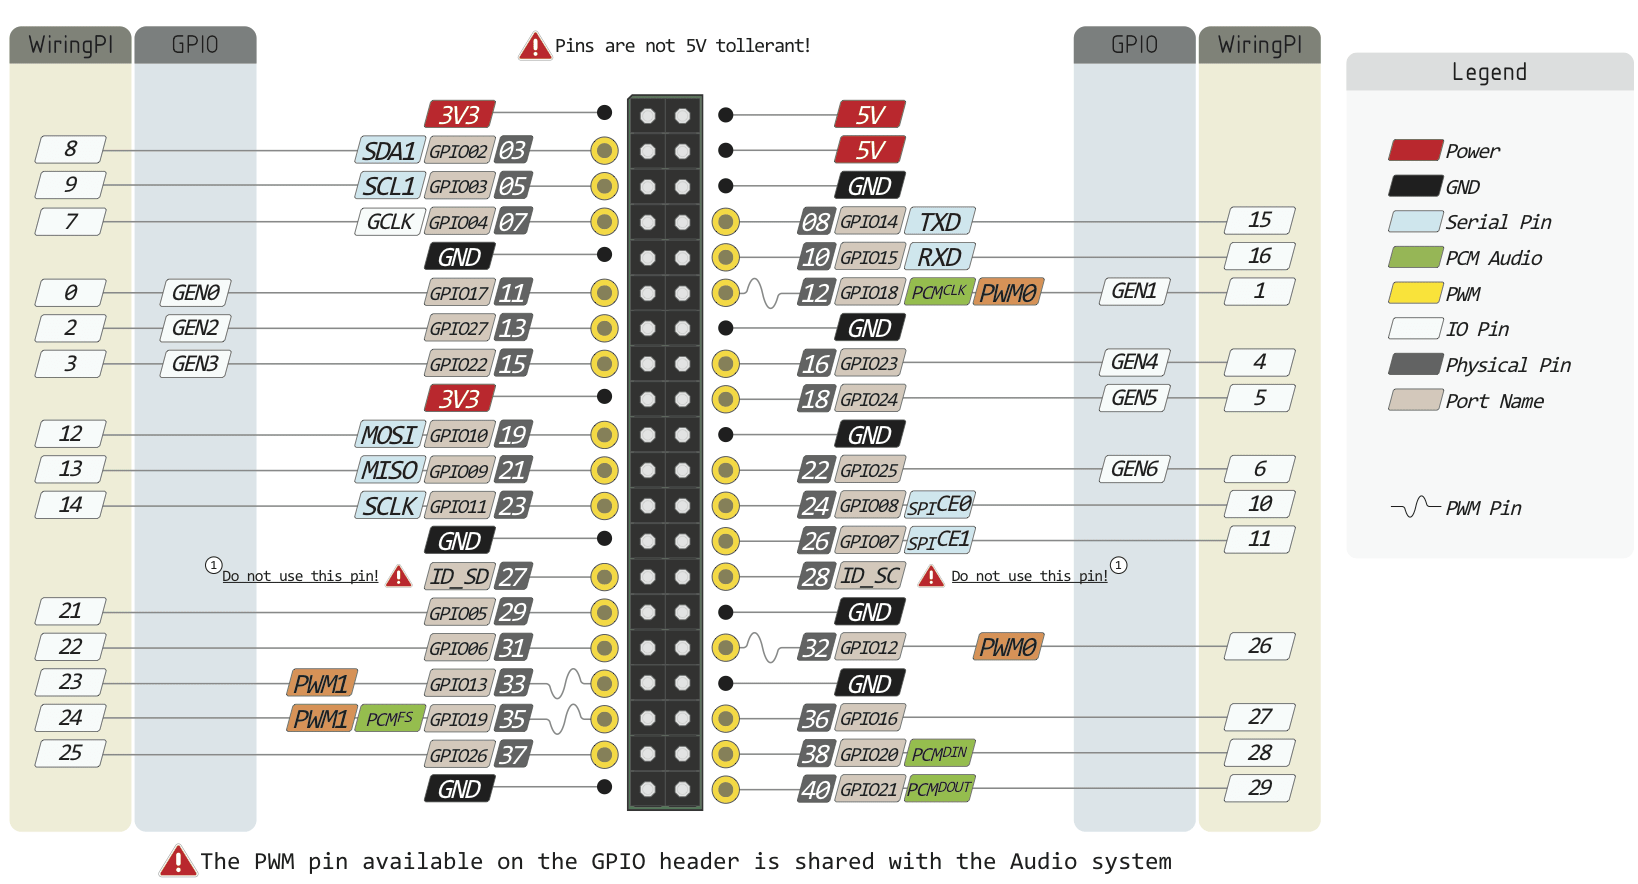 WiringPI GPIO Pins are not 5V tollerant! GPIO WiringPI
Legend
3V3 5V
8 SDA1 GPIO02 03 5V
9 SCL1 GPIO03 05 GND
7 GCLK GPIO04 07 08 GPIO14 TXD 15
GND 10 GPIO15 RXD 16
0 GEN0 GPIO17 11 12 GPIO18 PCMCLK PWM0 GEN1 1
2 GEN2 GPIO27 13 GND
3 GEN3 GPIO22 15 16 GPIO23 GEN4 4
3V3 18 GPIO24 GEN5 5
12 MOSI GPIO10 19 GND
13 MISO GPIO09 21 22 GPIO25 GEN6 6
14 SCLK GPIO11 23 24 GPIO08 SPICE0 10
GND 26 GPIO07 SPICE1 11
1 Do not use this pin! ID_SD 27 28 ID_SC Do not use this pin! 1
21 GPIO05 29 GND
22 GPIO06 31 32 GPIO12 PWM0 26
23 PWM1 GPIO13 33 GND
24 PWM1 PCMFS GPIO19 35 36 GPIO16 27
25 GPIO26 37 38 GPIO20 PCMDIN 28
GND 40 GPIO21 PCMDOUT 29
Power
GND
Serial Pin
PCM Audio
PWM
IO Pin
Physical Pin
Port Name
PWM Pin
The PWM pin available on the GPIO header is shared with the Audio system